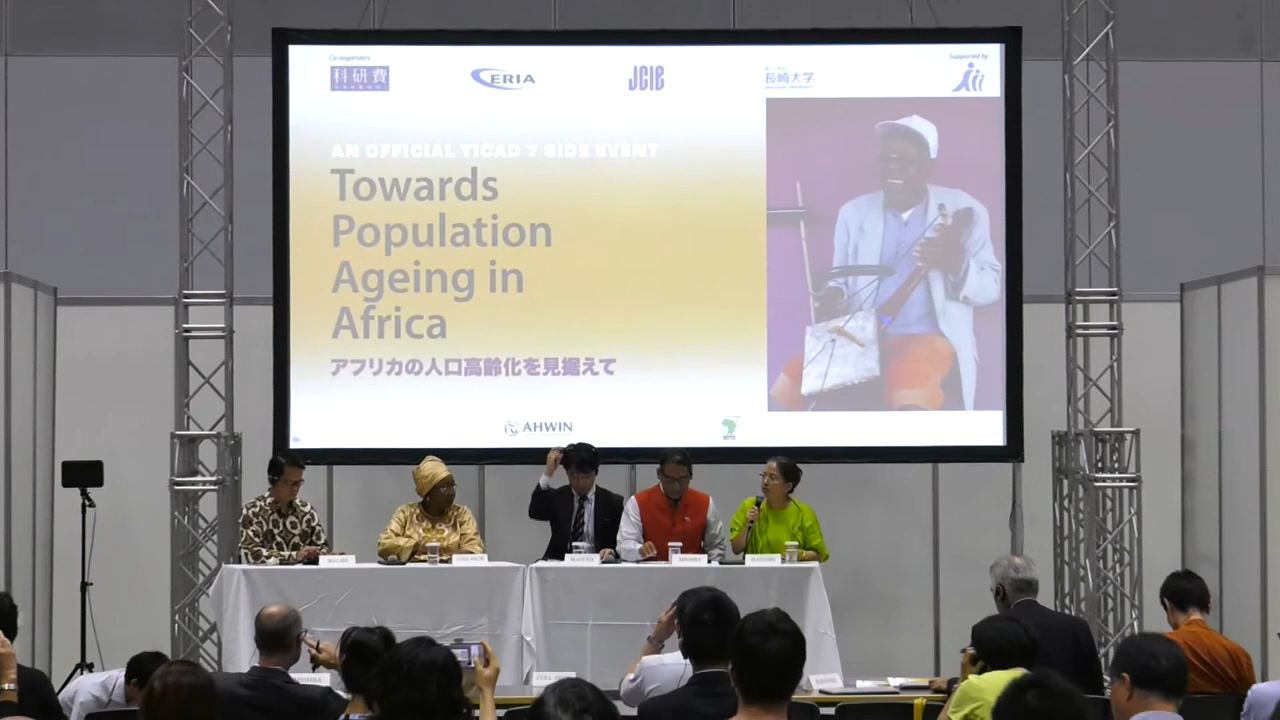 Co-organizers
Supported by
科研費
ERIA
JCIE
長崎大学
AN OFFICIAL TICAD 7 SIDE EVENT
Towards
Population
Ageing in
Africa
アフリカの人口高齢化を見据えて
AHWIN